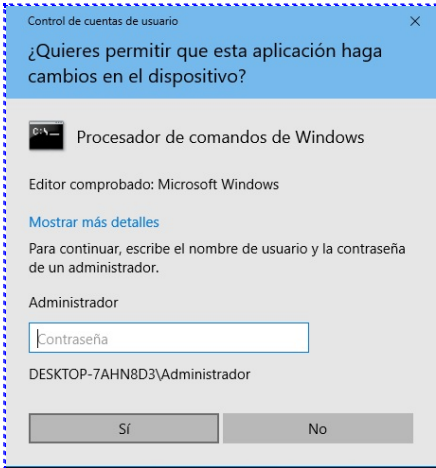 Control de cuentas de usuario
¿Quieres permitir que esta aplicación haga
cambios en el dispositivo?
C:\_
Procesador de comandos de Windows
Editor comprobado: Microsoft Windows
Mostrar más detalles
Para continuar, escribe el nombre de usuario y la contraseña
de un administrador.
Administrador
Contraseña
DESKTOP-7AHN8D3\Administrador
Sí
No